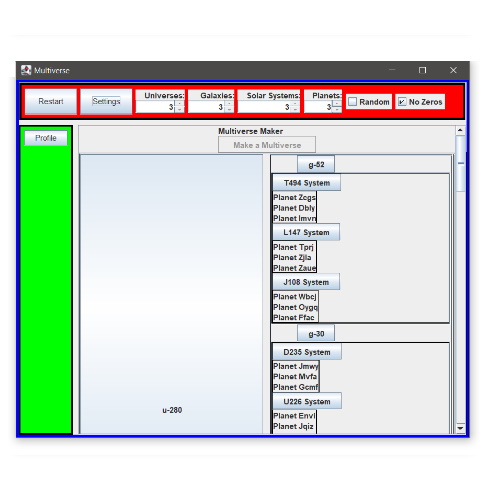 Multiverse
Restart
Settings
Universes:
3
Galaxies:
3
Solar Systems:
3
Planets:
3
Random
No Zeros
Profile
Multiverse Maker
Make a Multiverse
u-280
g-52
T494 System
Planet Zcgs
Planet Dbly
Planet Imvn
L147 System
Planet Tprj
Planet Zjla
Planet Zaue
J108 System
Planet Wbcj
Planet Oygq
Planet Ffac
g-30
D235 System
Planet Jmwy
Planet Mvfa
Planet Gcmf
U226 System
Planet Envl
Planet Jqiz